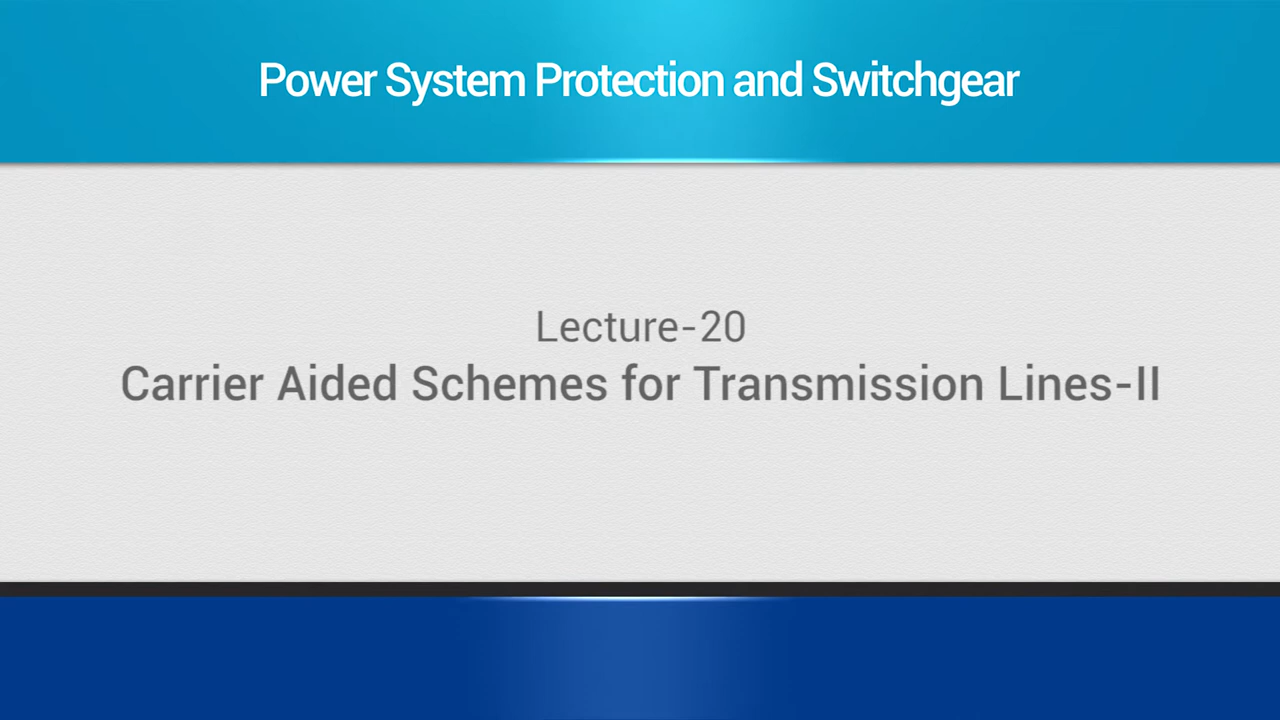 Power System Protection and Switchgear
Lecture-20
Carrier Aided Schemes for Transmission Lines-II